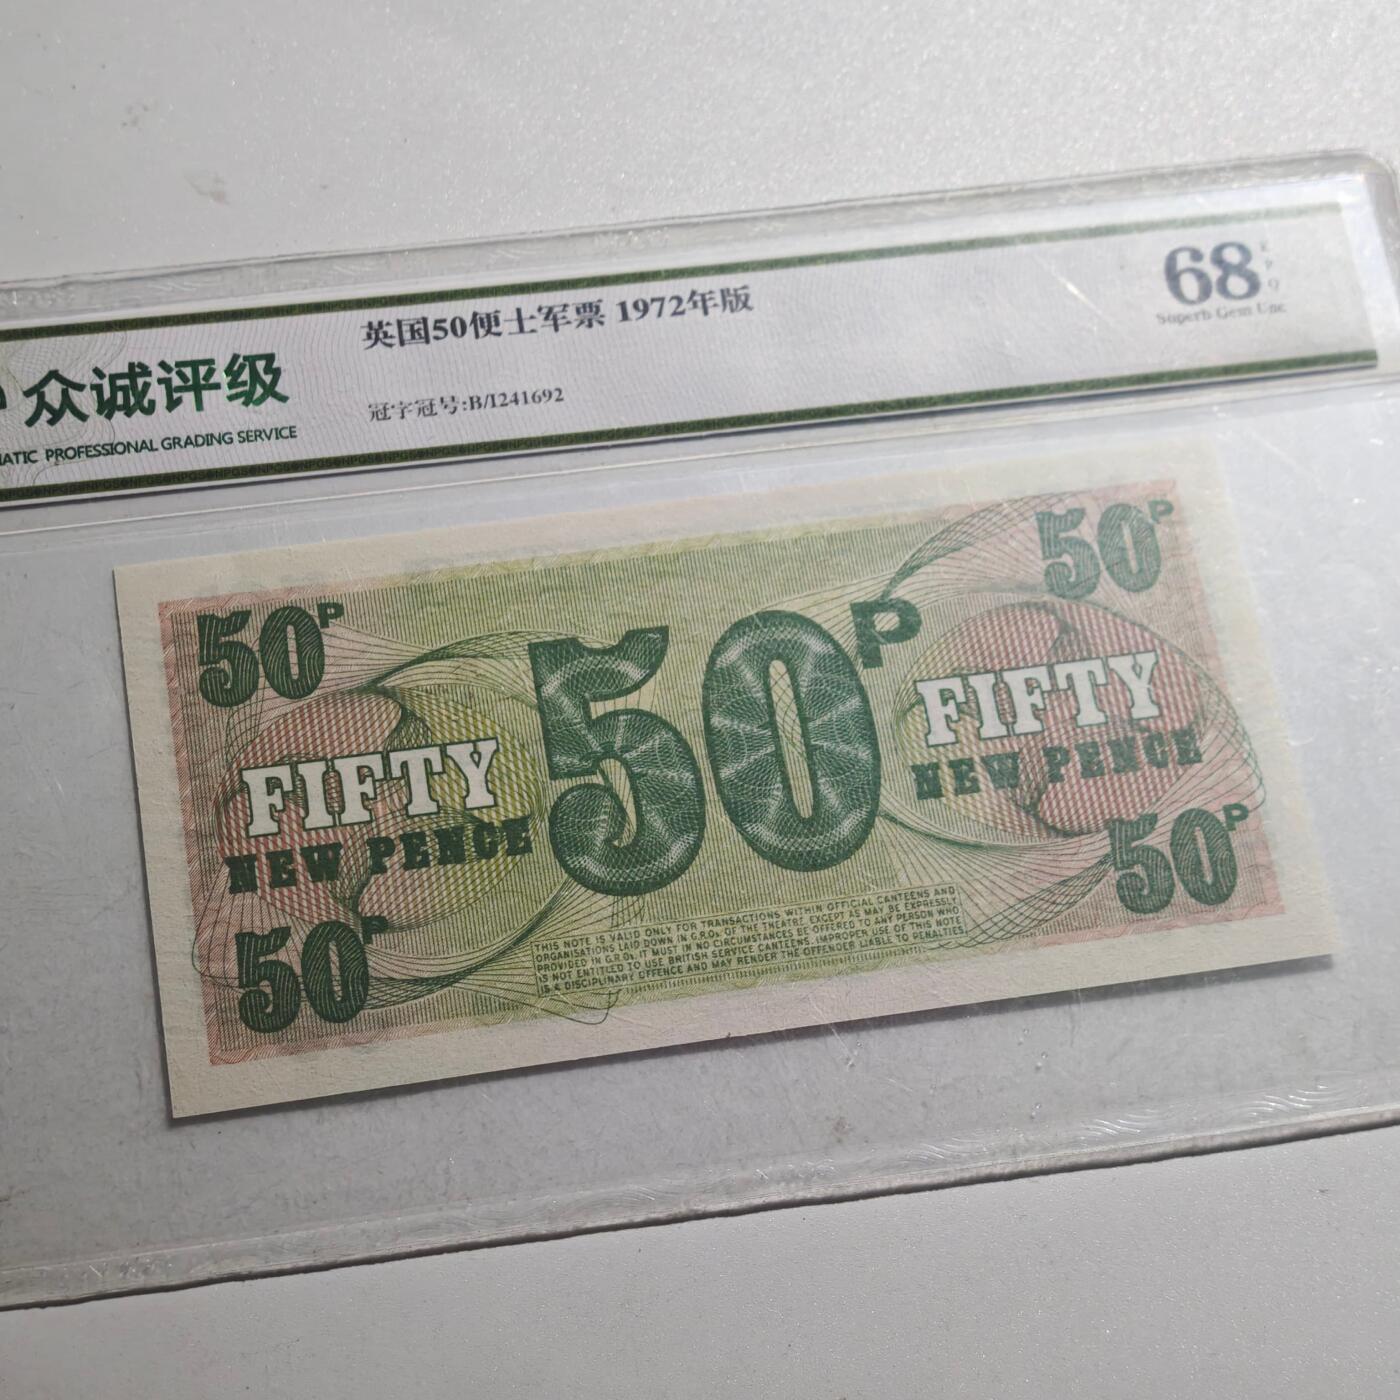 英国50便士军票 1972年版
68
EPQ
Superb Gem Unc
众诚评级
冠字冠号:B/I241692
PROFESSIONAL GRADING SERVICE
50P
50P
50P
FIFTY
NEW PENCE
FIFTY
NEW PENCE
50P
50P
THIS NOTE IS VALID ONLY FOR TRANSACTIONS WITHIN OFFICIAL CANTEENS AND
ORGANISATIONS LAID DOWN IN G.R.Os. OF THE THEATRE EXCEPT AS MAY BE EXPRESSLY
PROVIDED IN G.R.Os. IT MUST IN NO CIRCUMSTANCES BE OFFERED TO ANY PERSON WHO
IS NOT ENTITLED TO USE BRITISH SERVICE CANTEENS. IMPROPER USE OF THIS NOTE
IS A DISCIPLINARY OFFENCE AND MAY RENDER THE OFFENDER LIABLE TO PENALTIES.